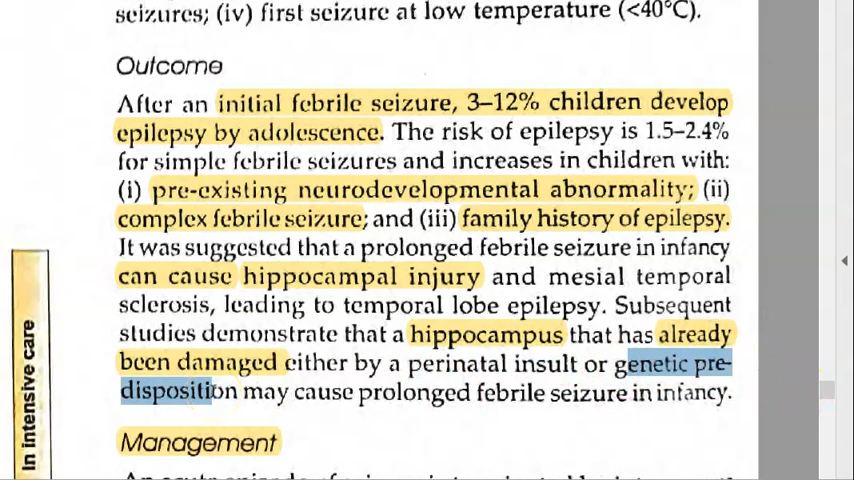 seizures; (iv) first seizure at low temperature (<40°C).
Outcome
After an initial febrile seizure, 3–12% children develop
epilepsy by adolescence. The risk of epilepsy is 1.5–2.4%
for simple febrile seizures and increases in children with:
(i) pre-existing neurodevelopmental abnormality; (ii)
complex febrile seizure; and (iii) family history of epilepsy.
It was suggested that a prolonged febrile seizure in infancy
can cause hippocampal injury and mesial temporal
sclerosis, leading to temporal lobe epilepsy. Subsequent
studies demonstrate that a hippocampus that has already
been damaged either by a perinatal insult or genetic pre-
disposition may cause prolonged febrile seizure in infancy.
Management
In intensive care